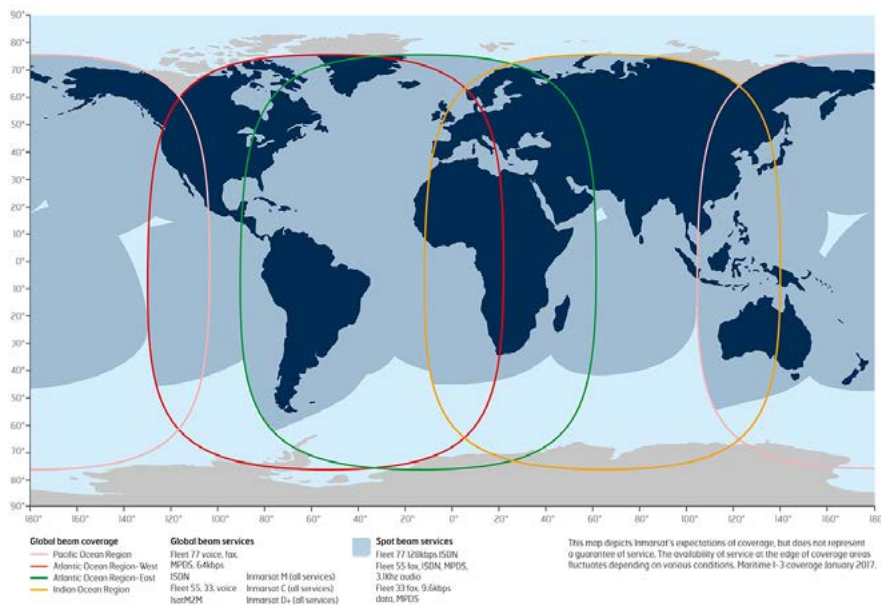 90°
80°
70°
60°
50°
40°
30°
20°
10°
0°
10°
20°
30°
40°
50°
60°
70°
80°
90°
180° 160° 140° 120° 100° 80° 60° 40° 20° 0° 20° 40° 60° 80° 100° 120° 140° 160° 180
Global beam coverage
Pacific Ocean Region
Atlantic Ocean Region-West
Atlantic Ocean Region-East
Indian Ocean Region
Global beam services
Fleet 77 voice, fax,
MPDS, 64kbps
ISDN
Fleet 55, 33, voice
IsatM2M
Inmarsat M (all services)
Inmarsat C (all services)
Inmarsat D+ (all services)
Spot beam services
Fleet 77 128kbps ISDN
Fleet 55 fax, ISDN, MPDS,
3.1Khz audio
Fleet 33 fax, 9.6kbps
data, MPDS
This map depicts Inmarsat's expectations of coverage, but does not represent
a guarantee of service. The availability of service at the edge of coverage areas
fluctuates depending on various conditions. Maritime I-3 coverage January 2017.